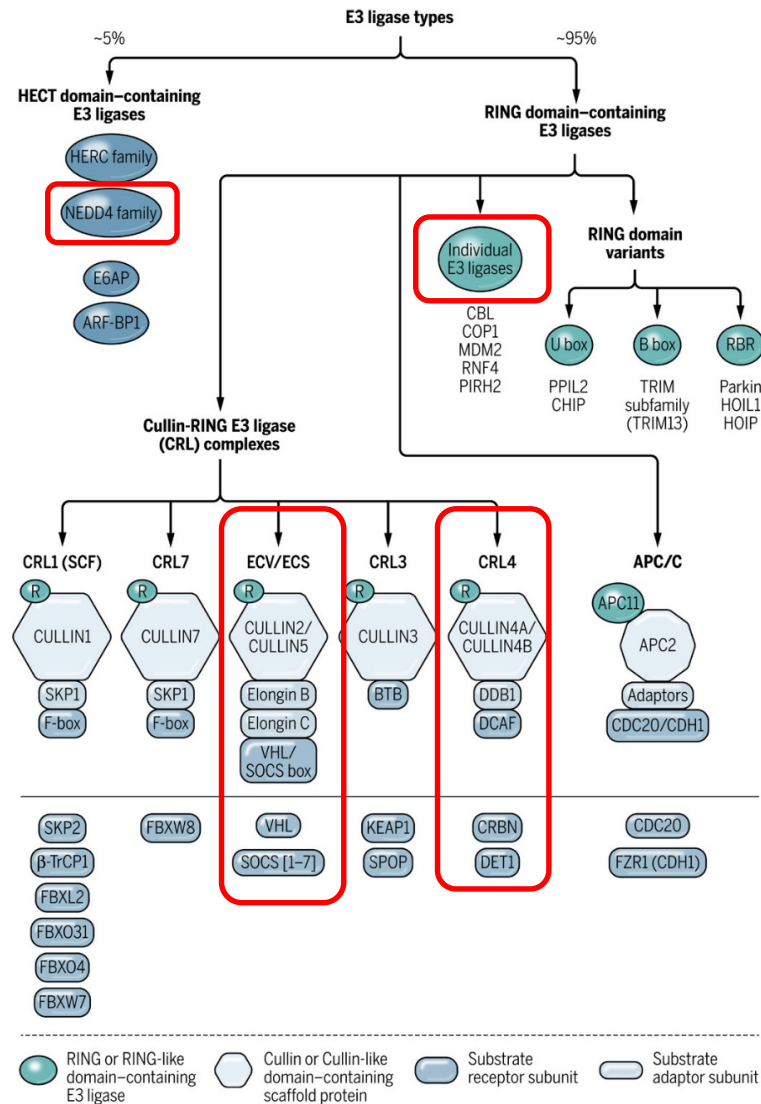 E3 ligase types
~5%
~95%
HECT domain–containing
E3 ligases
RING domain–containing
E3 ligases
HERC family
NEDD4 family
E6AP
ARF-BP1
Individual
E3 ligases
CBL
COP1
MDM2
RNF4
PIRH2
RING domain
variants
U box
B box
RBR
PPIL2
CHIP
TRIM
subfamily
(TRIM13)
Parkin
HOIL1
HOIP
Cullin-RING E3 ligase
(CRL) complexes
CRL1 (SCF)
R
CULLIN1
SKP1
F-box
CRL7
R
CULLIN7
SKP1
F-box
ECV/ECS
R
CULLIN2/
CULLIN5
Elongin B
Elongin C
VHL/
SOCS box
CRL3
R
CULLIN3
BTB
CRL4
R
CULLIN4A/
CULLIN4B
DDB1
DCAF
APC/C
APC11
APC2
Adaptors
CDC20/CDH1
SKP2
β-TrCP1
FBXL2
FBXO31
FBXO4
FBXW7
FBXW8
VHL
SOCS [1–7]
KEAP1
SPOP
CRBN
DET1
CDC20
FZR1 (CDH1)
RING or RING-like
domain–containing
E3 ligase
Cullin or Cullin-like
domain–containing
scaffold protein
Substrate
receptor subunit
Substrate
adaptor subunit